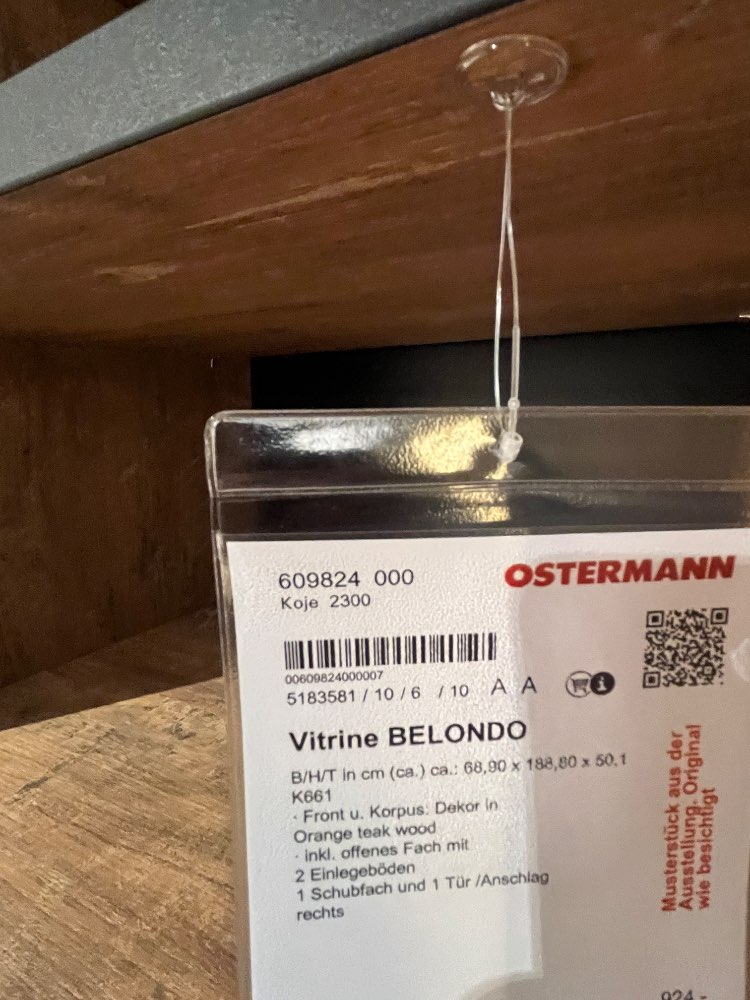 609824 000
Koje 2300
OSTERMANN
00609824000007
5183581 / 10 / 6 / 10 A A
Vitrine BELONDO
B/H/T in cm (ca.) ca.: 68,90 x 188,80 x 50,1
K661
· Front u. Korpus: Dekor in
Orange teak wood
· inkl. offenes Fach mit
2 Einlegeböden
1 Schubfach und 1 Tür /Anschlag
rechts
Musterstück aus der
Ausstellung. Original
wie besichtigt
924,-